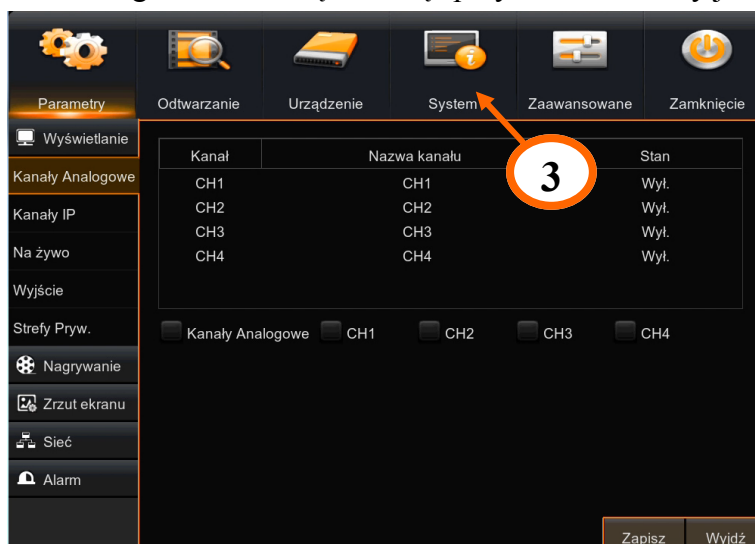 Parametry Odtwarzanie Urządzenie System Zaawansowane Zamknięcie
Wyświetlanie
Kanały Analogowe
Kanały IP
Na żywo
Wyjście
Strefy Pryw.
Nagrywanie
Zrzut ekranu
Sieć
Alarm
Kanał Nazwa kanału Stan
CH1 CH1 Wył.
CH2 CH2 Wył.
CH3 CH3 Wył.
CH4 CH4 Wył.
3
Kanały Analogowe CH1 CH2 CH3 CH4
Zapisz Wyjdź